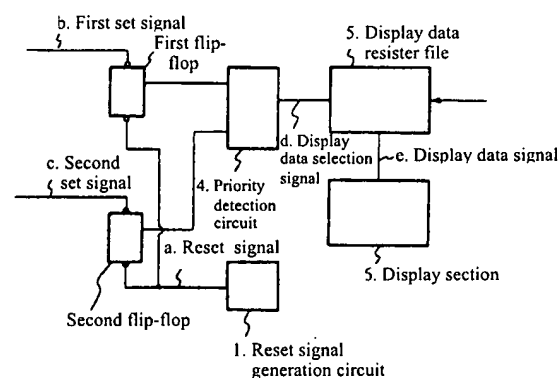 b. First set signal
First flip-
flop
5. Display data
resister file
d. Display
data selection
signal
e. Display data signal
c. Second
set signal
4. Priority
detection
circuit
a. Reset signal
5. Display section
Second flip-flop
1. Reset signal
generation circuit